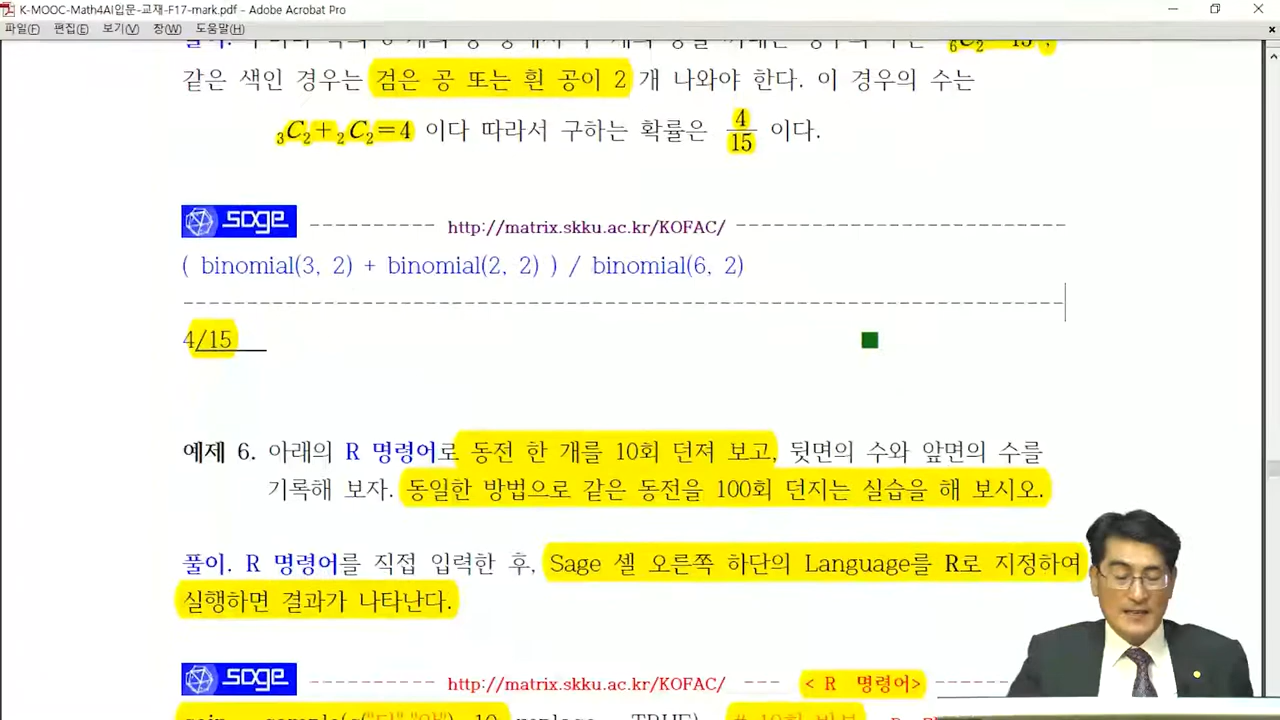 K-MOOC-Math4AI입문-교재-F17-mark.pdf - Adobe Acrobat Pro
파일(F) 편집(E) 보기(V) 창(W) 도움말(H)
₆C₂=15,
같은 색인 경우는 검은 공 또는 흰 공이 2 개 나와야 한다. 이 경우의 수는
₃C₂+₂C₂=4 이다 따라서 구하는 확률은 4/15 이다.
sage ---------- http://matrix.skku.ac.kr/KOFAC/ --------------------------
( binomial(3, 2) + binomial(2, 2) ) / binomial(6, 2)
4/15
예제 6. 아래의 R 명령어로 동전 한 개를 10회 던져 보고, 뒷면의 수와 앞면의 수를
기록해 보자. 동일한 방법으로 같은 동전을 100회 던지는 실습을 해 보시오.
풀이. R 명령어를 직접 입력한 후, Sage 셀 오른쪽 하단의 Language를 R로 지정하여
실행하면 결과가 나타난다.
sage ---------- http://matrix.skku.ac.kr/KOFAC/ --- < R 명령어> --------